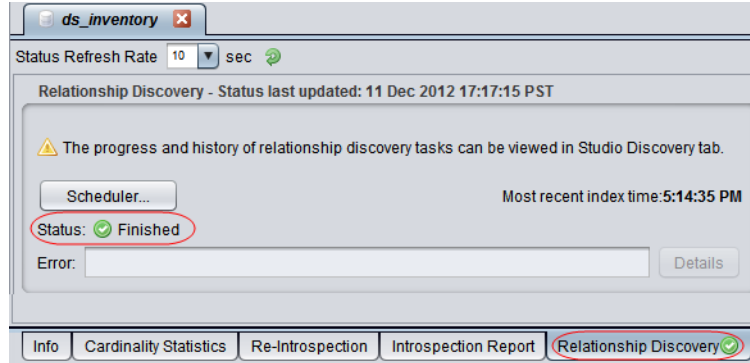 ds_inventory
Status Refresh Rate 10 sec
Relationship Discovery - Status last updated: 11 Dec 2012 17:17:15 PST
The progress and history of relationship discovery tasks can be viewed in Studio Discovery tab.
Scheduler... Most recent index time:5:14:35 PM
Status: Finished
Error: Details
Info Cardinality Statistics Re-Introspection Introspection Report Relationship Discovery